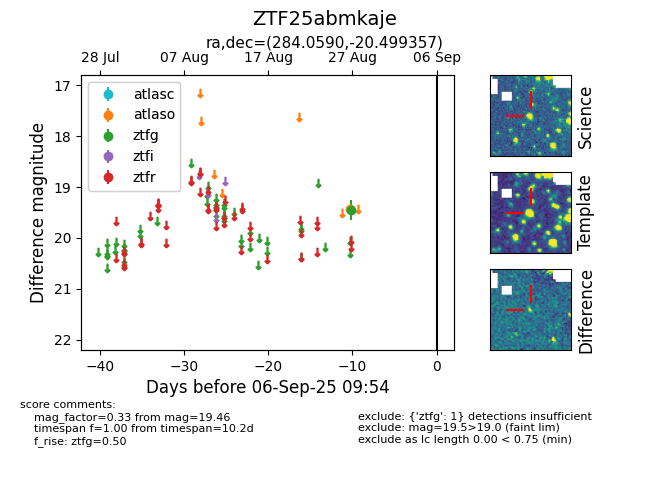 ZTF25abmkaje
ra,dec=(284.0590,-20.499357)
28 Jul 07 Aug 17 Aug 27 Aug 06 Sep
17
18
19
20
21
22
Difference magnitude
atlasc
atlaso
ztfg
ztfi
ztfr
−40 −30 −20 −10 0
Days before 06-Sep-25 09:54
Science
Template
Difference
score comments:
mag_factor=0.33 from mag=19.46
timespan f=1.00 from timespan=10.2d
f_rise: ztfg=0.50
exclude: {'ztfg': 1} detections insufficient
exclude: mag=19.5>19.0 (faint lim)
exclude as lc length 0.00 < 0.75 (min)